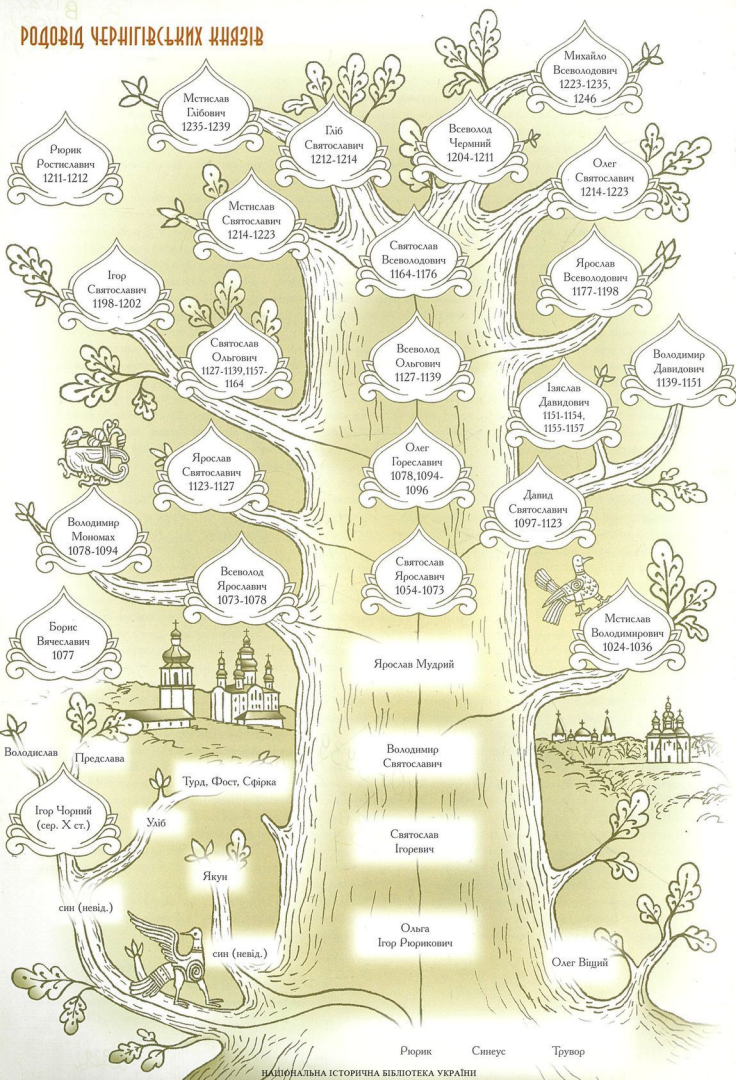 РОДОВІД ЧЕРНІГІВСЬКИХ КНЯЗІВ
Михайло
Всеволодович
1223-1235,
1246
Мстислав
Глібович
1235-1239
Гліб
Святославич
1212-1214
Всеволод
Чермний
1204-1211
Рюрик
Ростиславич
1211-1212
Олег
Святославич
1214-1223
Мстислав
Святославич
1214-1223
Святослав
Всеволодович
1164-1176
Ярослав
Всеволодович
1177-1198
Ігор
Святославич
1198-1202
Святослав
Ольгович
1127-1139,1157-
1164
Всеволод
Ольгович
1127-1139
Володимир
Давидович
1139-1151
Ізяслав
Давидович
1151-1154,
1155-1157
Ярослав
Святославич
1123-1127
Олег
Гореславич
1078,1094-
1096
Давид
Святославич
1097-1123
Володимир
Мономах
1078-1094
Всеволод
Ярославич
1073-1078
Святослав
Ярославич
1054-1073
Борис
Вячеславич
1077
Мстислав
Володимирович
1024-1036
Ярослав Мудрий
Володислав
Предслава
Володимир
Святославич
Турд, Фост, Сфірка
Ігор Чорний
(сер. X ст.)
Уліб
Святослав
Ігоревич
Якун
син (невід.)
Ольга
Ігор Рюрикович
син (невід.)
Олег Віщий
Рюрик Синеус Трувор
НАЦІОНАЛЬНА ІСТОРИЧНА БІБЛІОТЕКА УКРАЇНИ